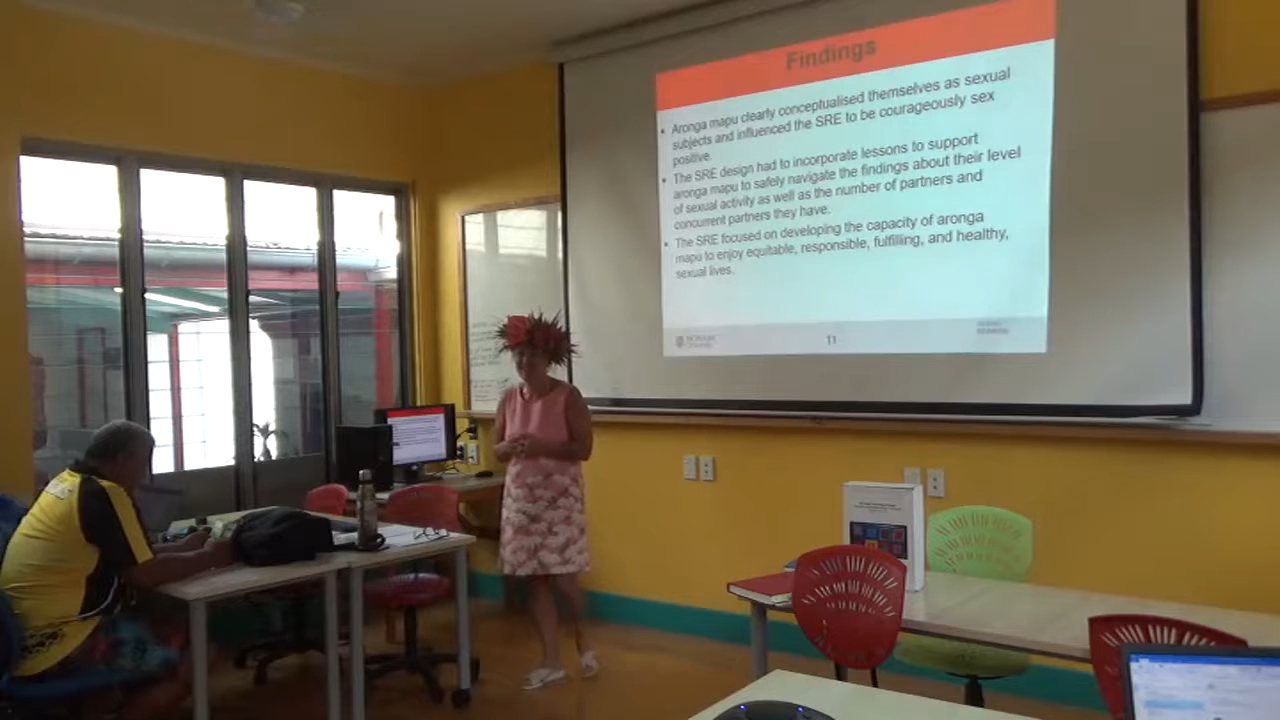 Findings
• Aronga mapu clearly conceptualised themselves as sexual
subjects and influenced the SRE to be courageously sex
positive.
• The SRE design had to incorporate lessons to support
aronga mapu to safely navigate the findings about their level
of sexual activity as well as the number of partners and
concurrent partners they have.
• The SRE focused on developing the capacity of aronga
mapu to enjoy equitable, responsible, fulfilling, and healthy,
sexual lives.
MONASH
University
11